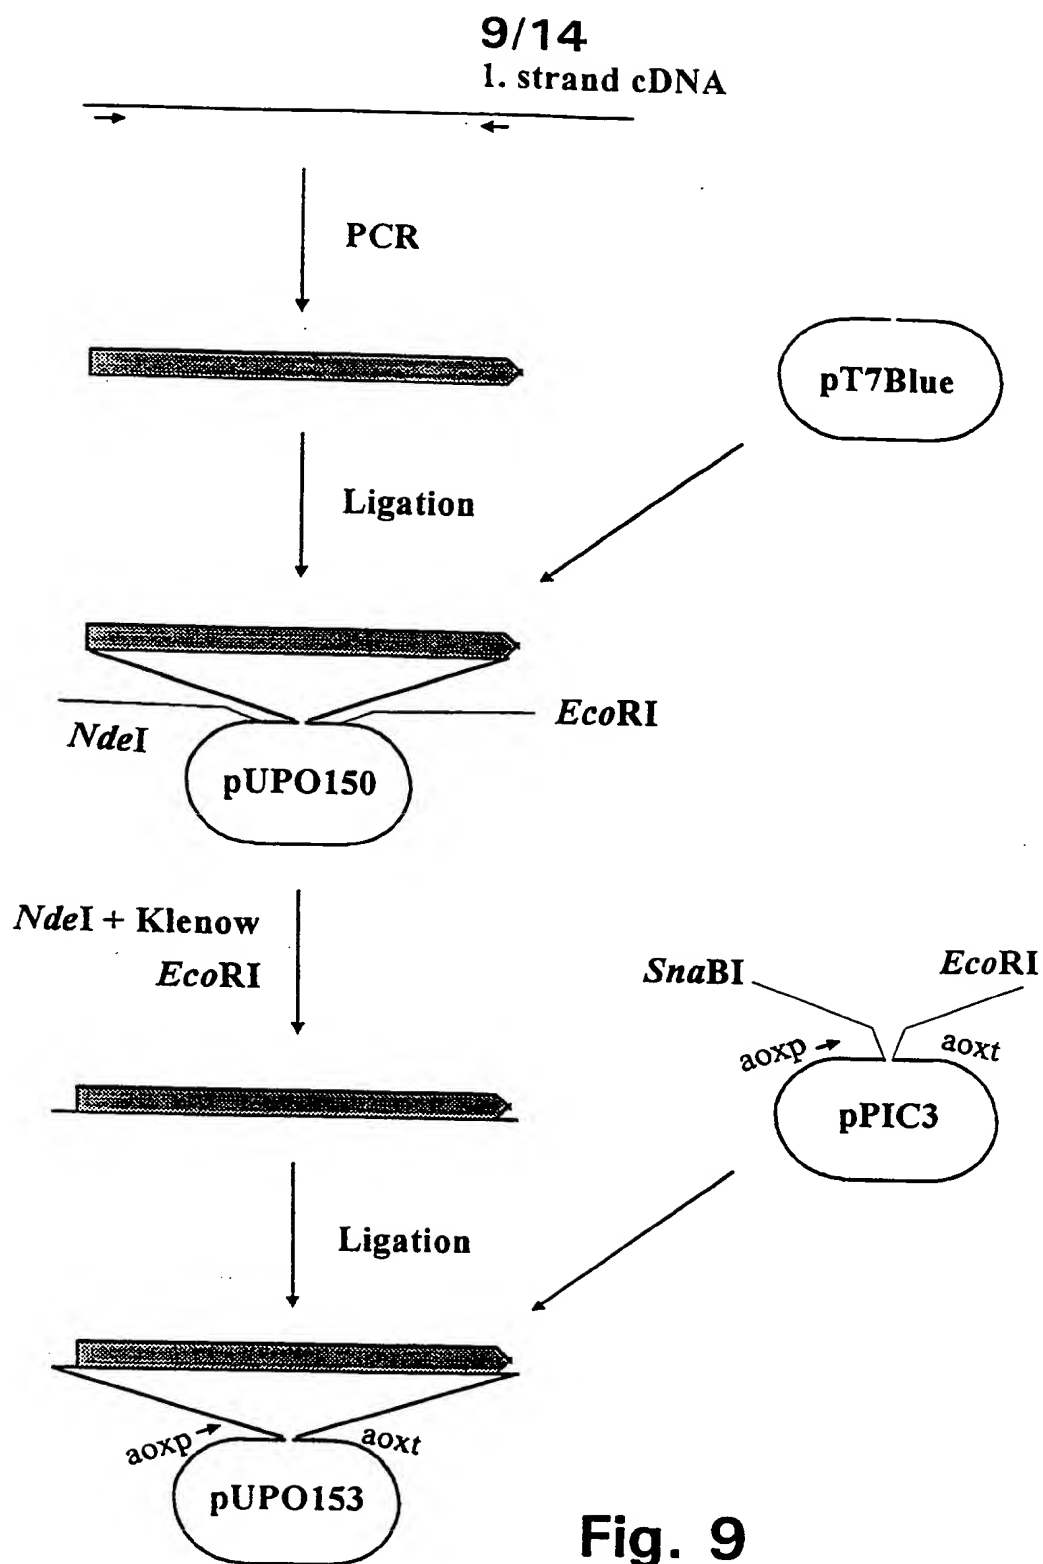 9/14
1. strand cDNA
PCR
pT7Blue
Ligation
NdeI
EcoRI
pUPO150
NdeI + Klenow
EcoRI
SnaBI
EcoRI
aoxp
aoxt
pPIC3
Ligation
aoxp
aoxt
pUPO153
Fig. 9